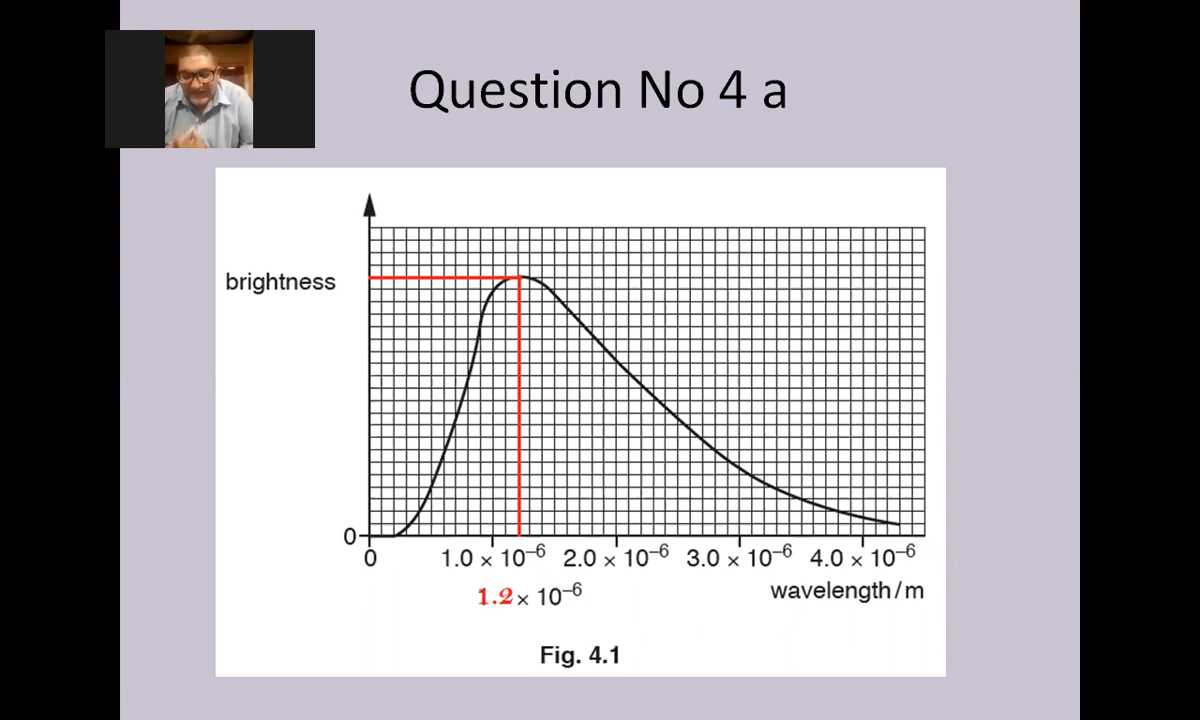 Question No 4 a
brightness
0
0 1.0 × 10⁻⁶ 2.0 × 10⁻⁶ 3.0 × 10⁻⁶ 4.0 × 10⁻⁶
1.2 × 10⁻⁶
wavelength / m
Fig. 4.1